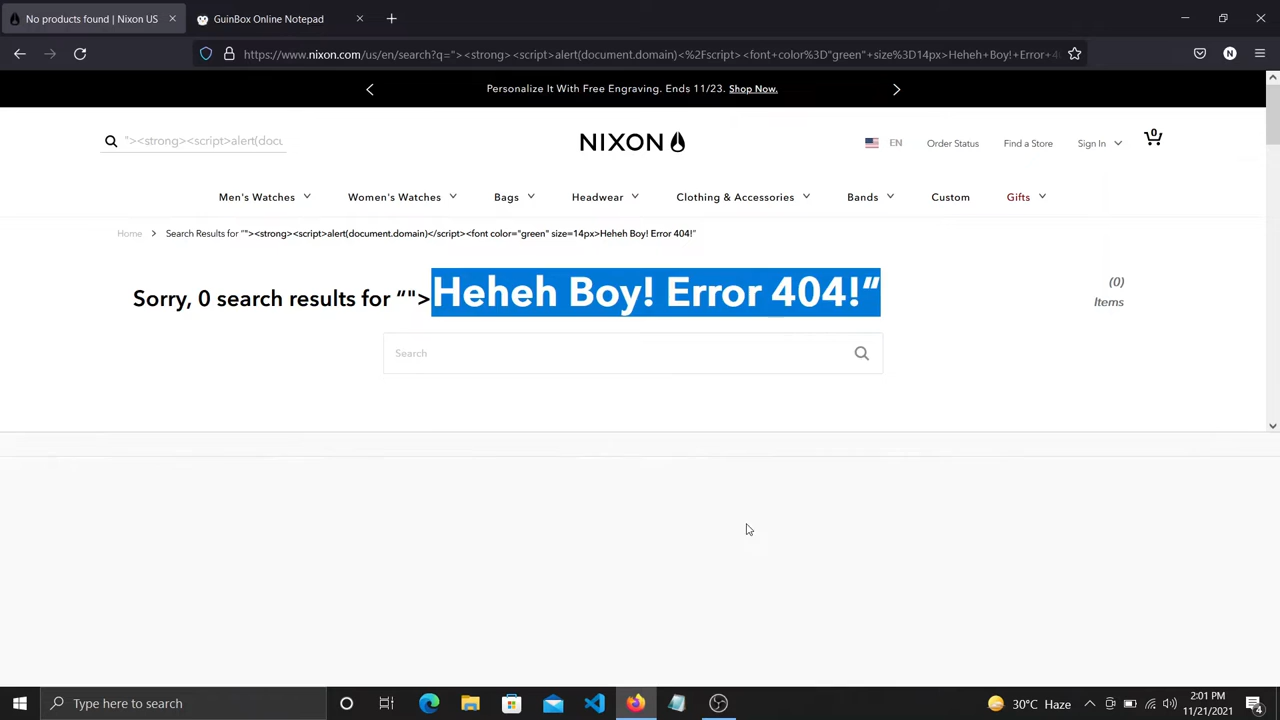 No products found | Nixon US
GuinBox Online Notepad
https://www.nixon.com/us/en/search?q="><strong><script>alert(document.domain)<%2Fscript><font+color%3D"green"+size%3D14px>Heheh+Boy!+Error+4
Personalize It With Free Engraving. Ends 11/23. Shop Now.
"><strong><script>alert(docu
NIXON
EN
Order Status
Find a Store
Sign In
0
Men's Watches
Women's Watches
Bags
Headwear
Clothing & Accessories
Bands
Custom
Gifts
Home > Search Results for “"><strong><script>alert(document.domain)</script><font color="green" size=14px>Heheh Boy! Error 404!”
Sorry, 0 search results for “">Heheh Boy! Error 404!“
(0)
Items
Search
Type here to search
30°C Haze
2:01 PM
11/21/2021
4